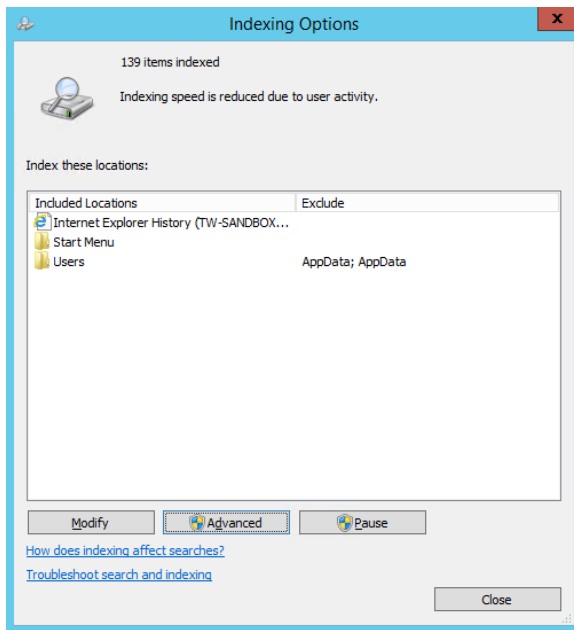 Indexing Options
x
139 items indexed
Indexing speed is reduced due to user activity.
Index these locations:
Included Locations Exclude
Internet Explorer History (TW-SANDBOX...
Start Menu
Users AppData; AppData
Modify Advanced Pause
How does indexing affect searches?
Troubleshoot search and indexing
Close